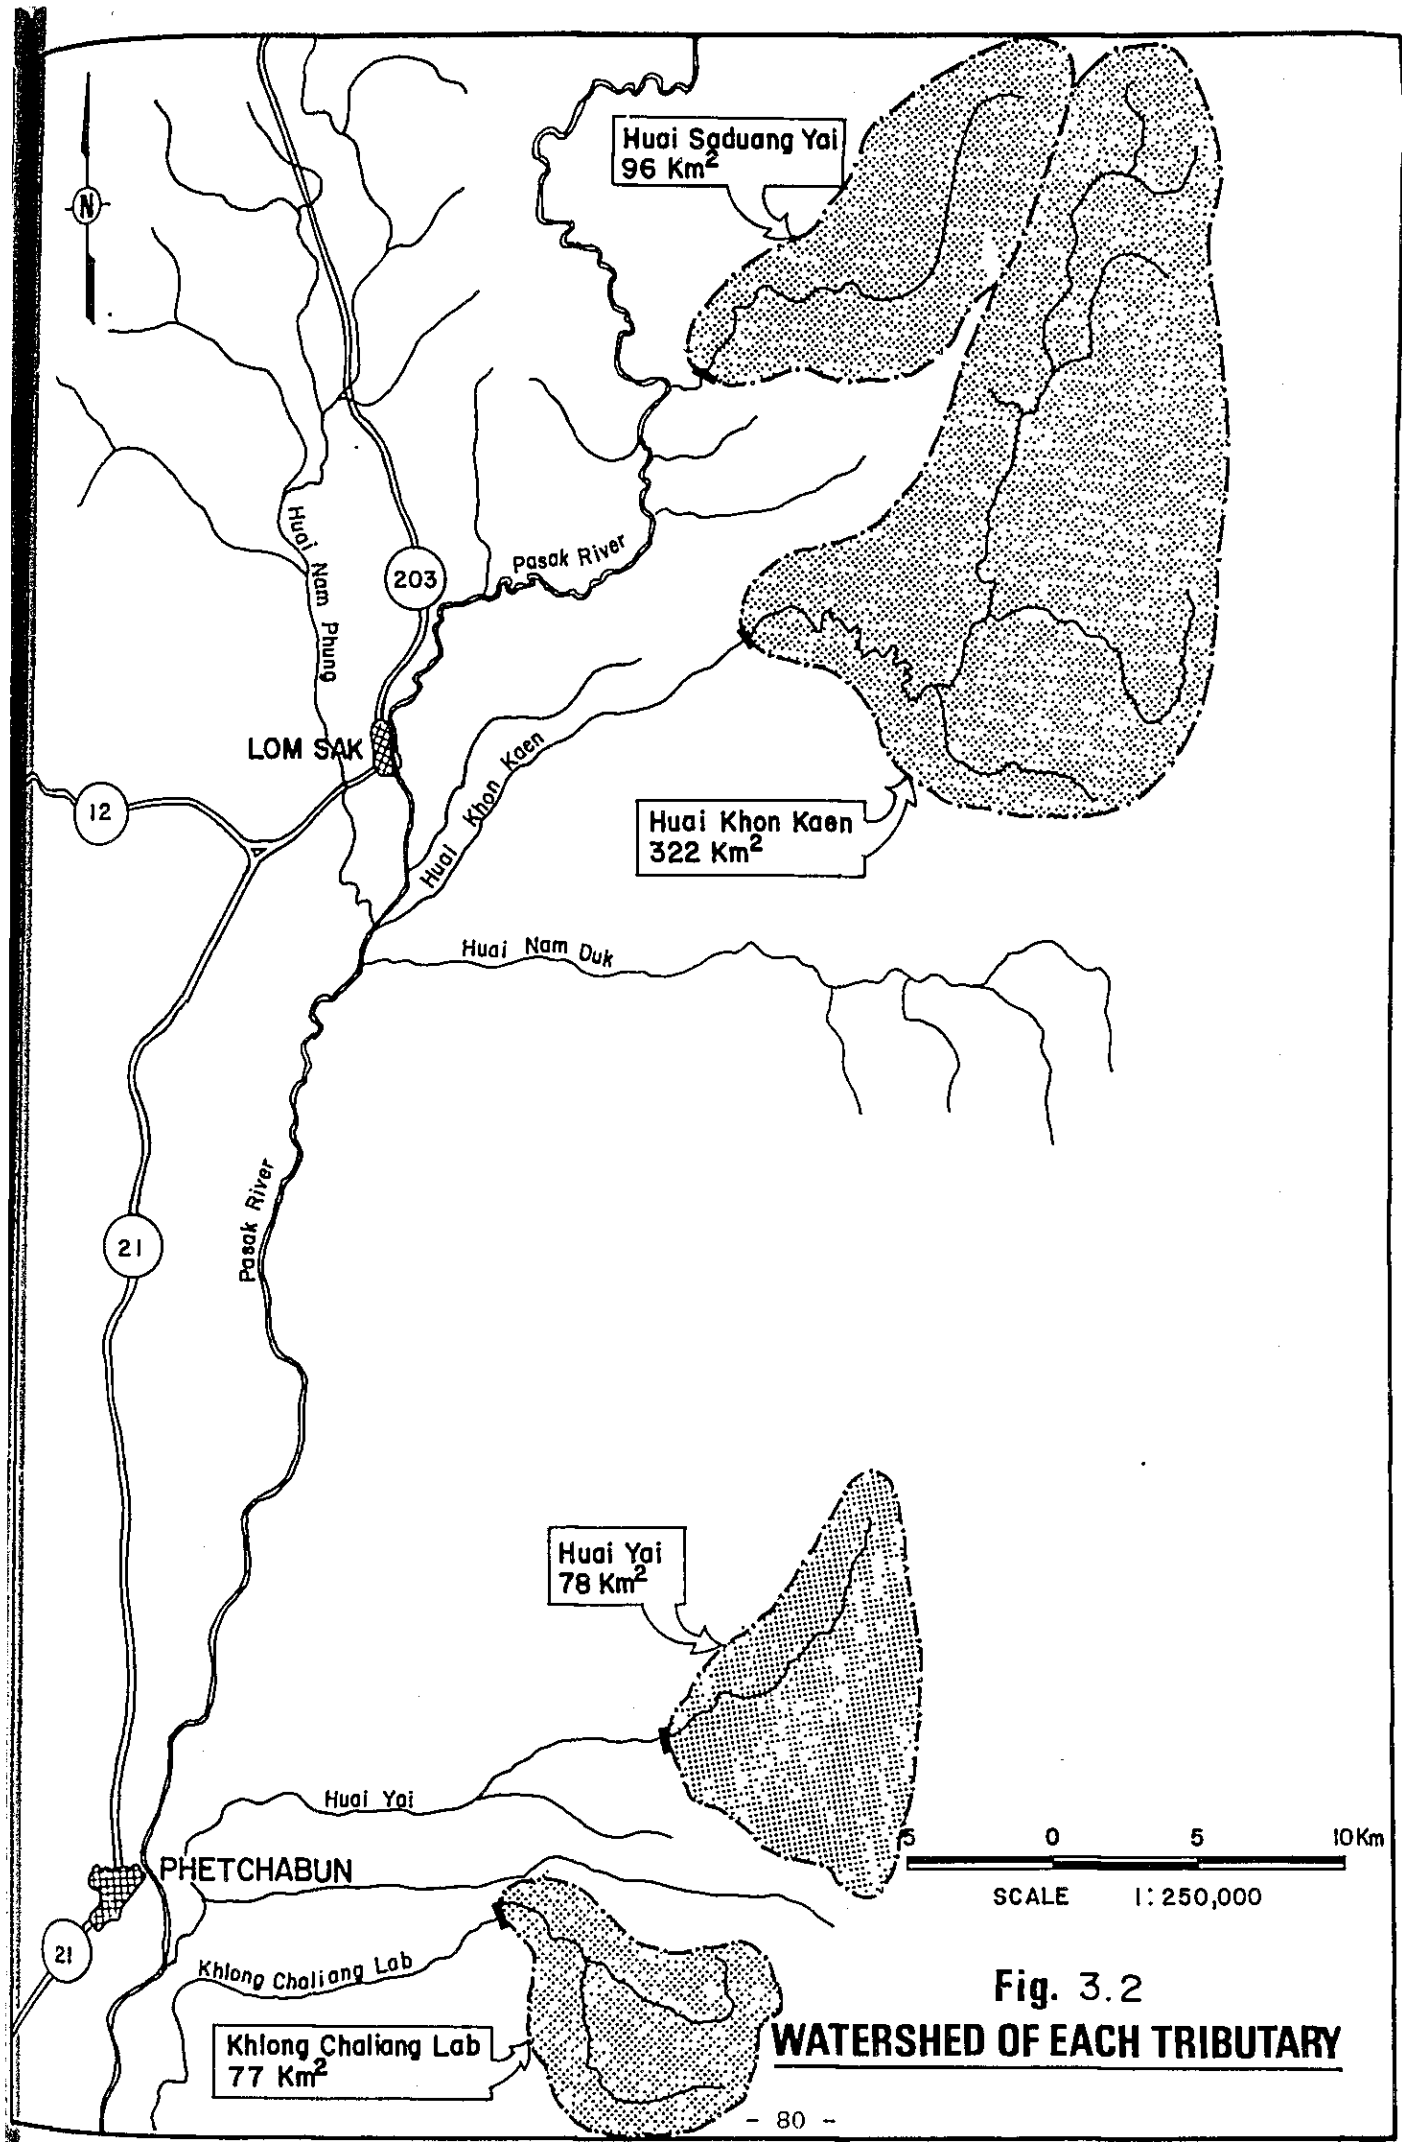 Huai Saduang Yai
96 Km²
N
Huai Nam Phung
203
Pasak River
LOM SAK
12
Huai Khon Kaen
Huai Khon Kaen
322 Km²
Huai Nam Duk
Pasak River
21
Huai Yai
78 Km²
Huai Yai
5 0 5 10Km
SCALE 1:250,000
PHETCHABUN
21
Khlong Chaliang Lab
Khlong Chaliang Lab
77 Km²
Fig. 3.2
WATERSHED OF EACH TRIBUTARY
- 80 -